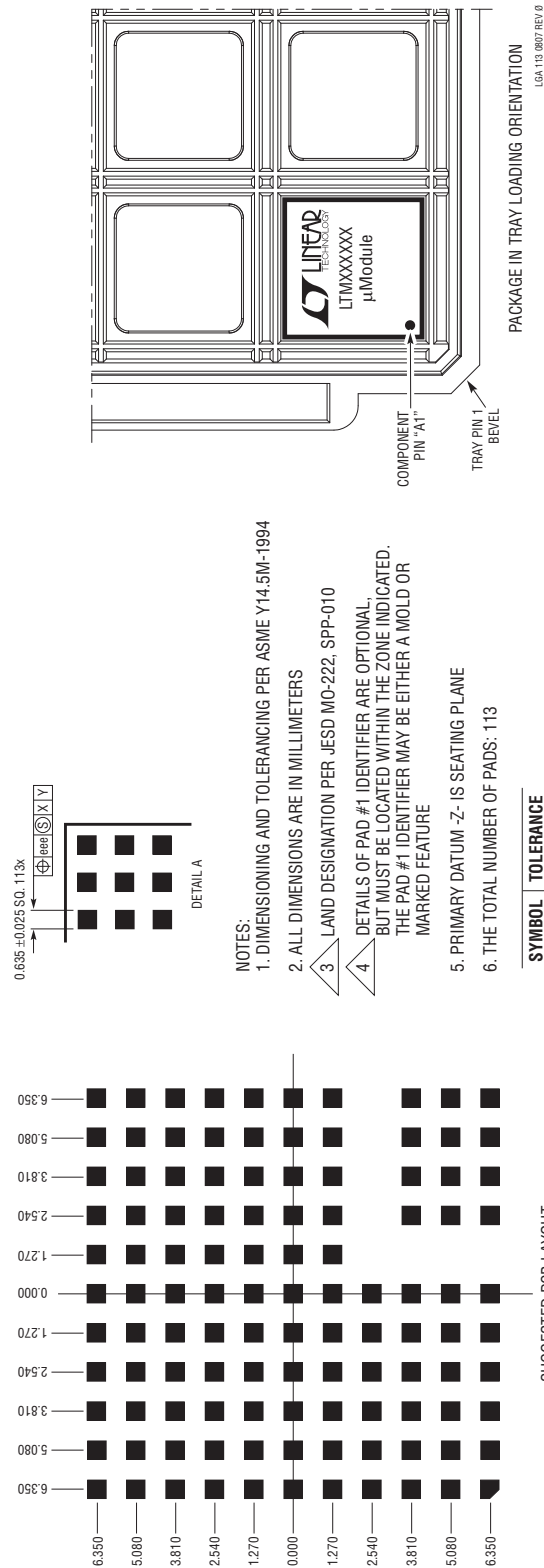 6.350
5.080
3.810
2.540
1.270
0.000
1.270
2.540
3.810
5.080
6.350
6.350
5.080
3.810
2.540
1.270
0.000
1.270
2.540
3.810
5.080
6.350
0.635 ±0.025 SQ. 113x
eee S X Y
DETAIL A
NOTES:
1. DIMENSIONING AND TOLERANCING PER ASME Y14.5M-1994
2. ALL DIMENSIONS ARE IN MILLIMETERS
3 LAND DESIGNATION PER JESD MO-222, SPP-010
4 DETAILS OF PAD #1 IDENTIFIER ARE OPTIONAL,
BUT MUST BE LOCATED WITHIN THE ZONE INDICATED.
THE PAD #1 IDENTIFIER MAY BE EITHER A MOLD OR
MARKED FEATURE
5. PRIMARY DATUM -Z- IS SEATING PLANE
6. THE TOTAL NUMBER OF PADS: 113
SYMBOL TOLERANCE
LINEAR
TECHNOLOGY
LTMXXXXXX
µModule
COMPONENT
PIN “A1”
TRAY PIN 1
BEVEL
PACKAGE IN TRAY LOADING ORIENTATION
LGA 113 0807 REV Ø